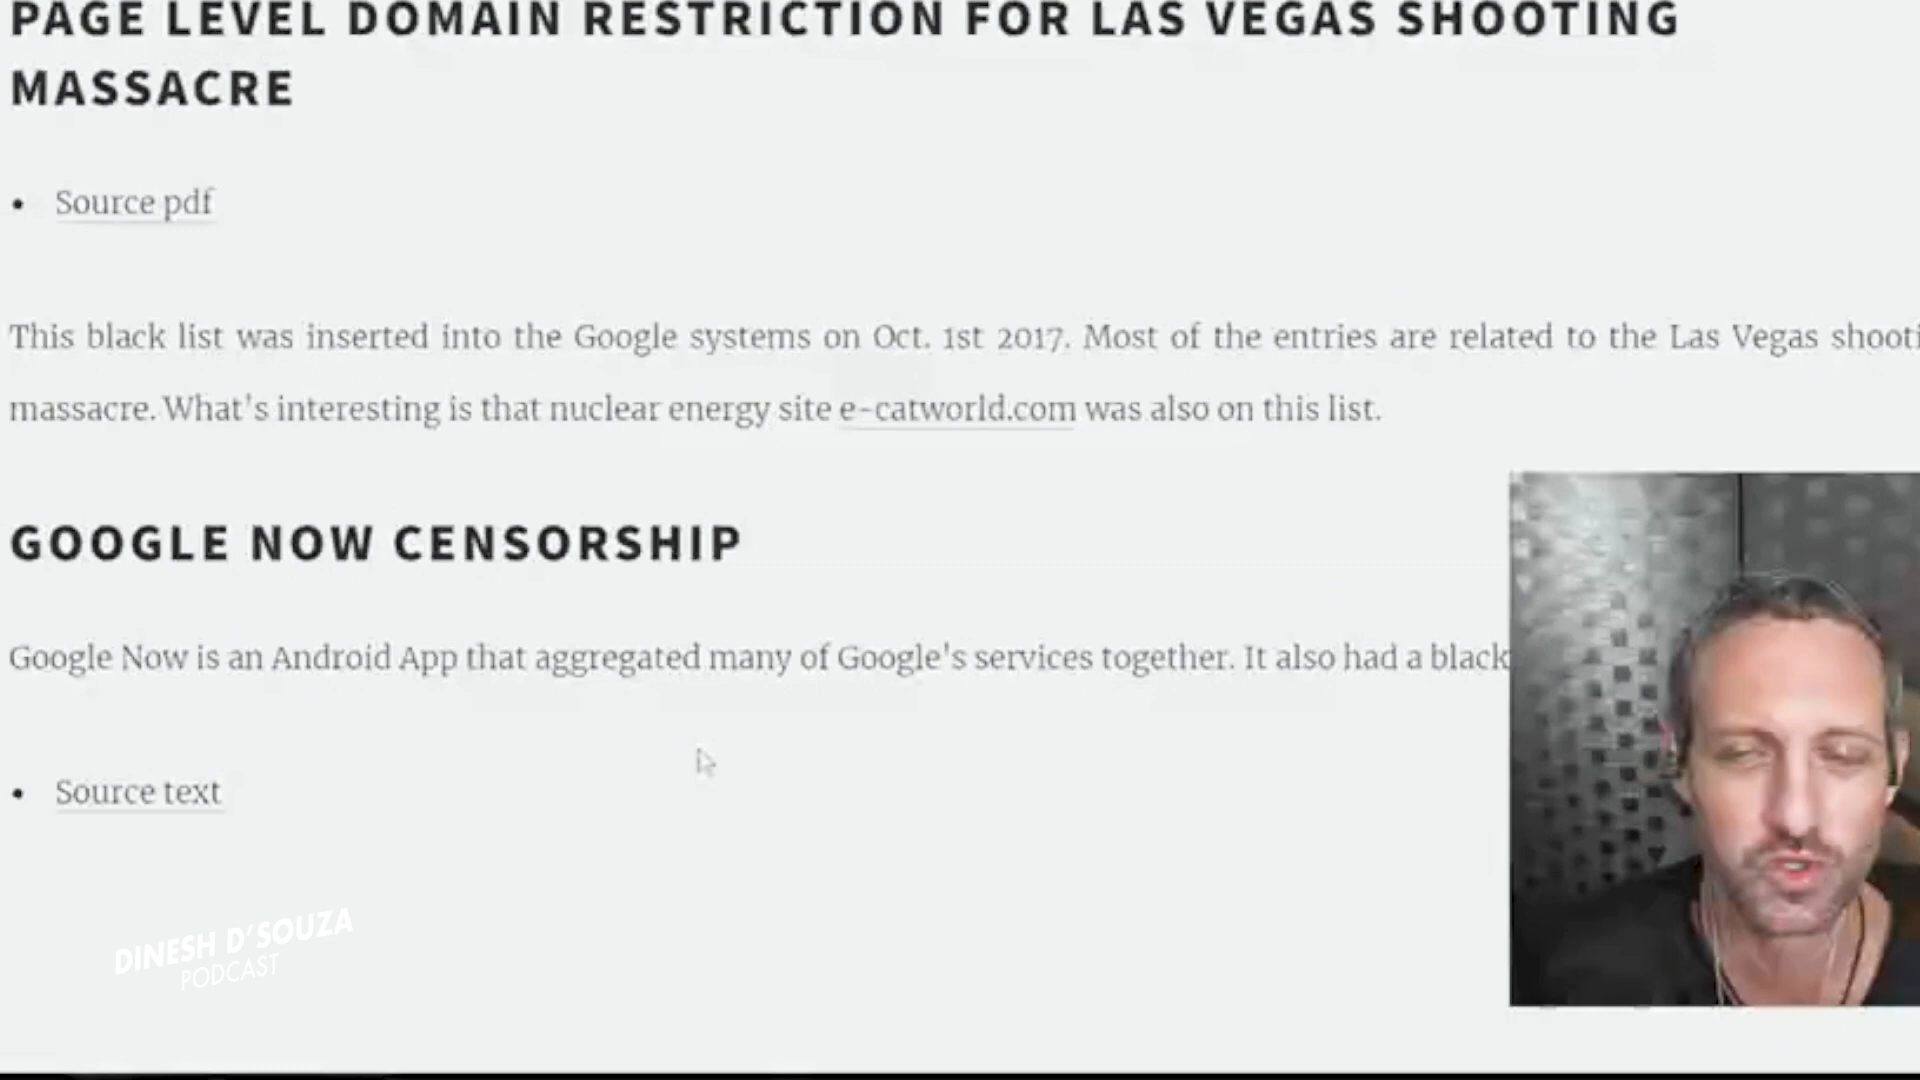 PAGE LEVEL DOMAIN RESTRICTION FOR LAS VEGAS SHOOTING
MASSACRE
• Source pdf
This black list was inserted into the Google systems on Oct. 1st 2017. Most of the entries are related to the Las Vegas shooti
massacre. What's interesting is that nuclear energy site e-catworld.com was also on this list.
GOOGLE NOW CENSORSHIP
Google Now is an Android App that aggregated many of Google's services together. It also had a black
• Source text
DINESH D'SOUZA
PODCAST